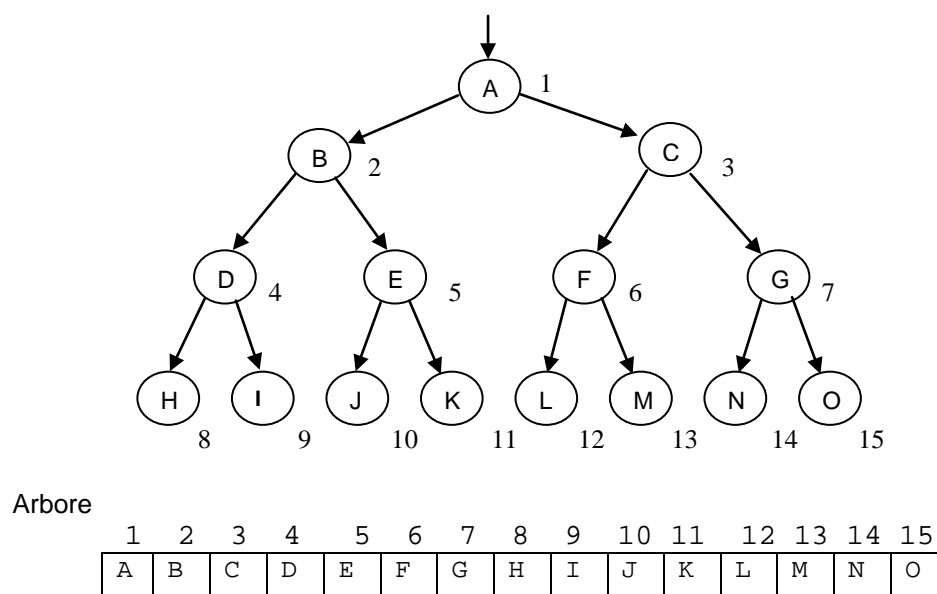 A 1
B 2 C 3
D 4 E 5 F 6 G 7
H I J K L M N O
8 9 10 11 12 13 14 15
Arbore
1 2 3 4 5 6 7 8 9 10 11 12 13 14 15
A B C D E F G H I J K L M N O